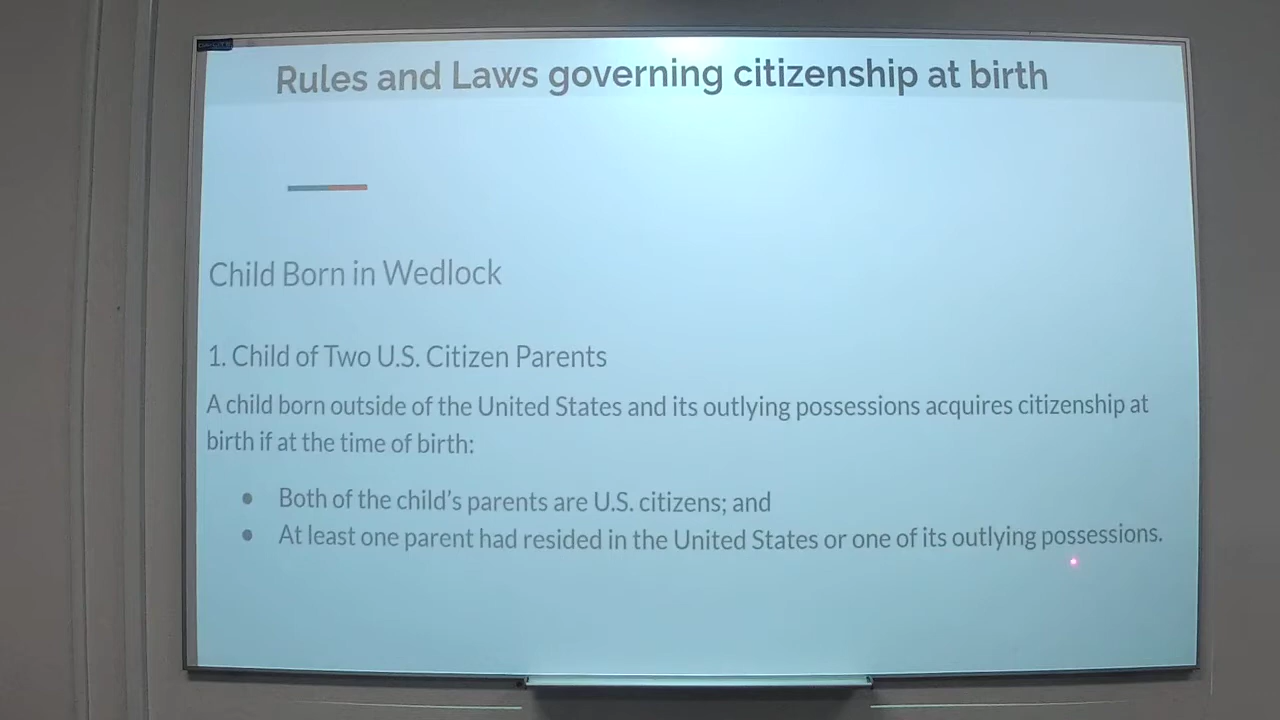 Rules and Laws governing citizenship at birth
Child Born in Wedlock
1. Child of Two U.S. Citizen Parents
A child born outside of the United States and its outlying possessions acquires citizenship at
birth if at the time of birth:
● Both of the child's parents are U.S. citizens; and
● At least one parent had resided in the United States or one of its outlying possessions.